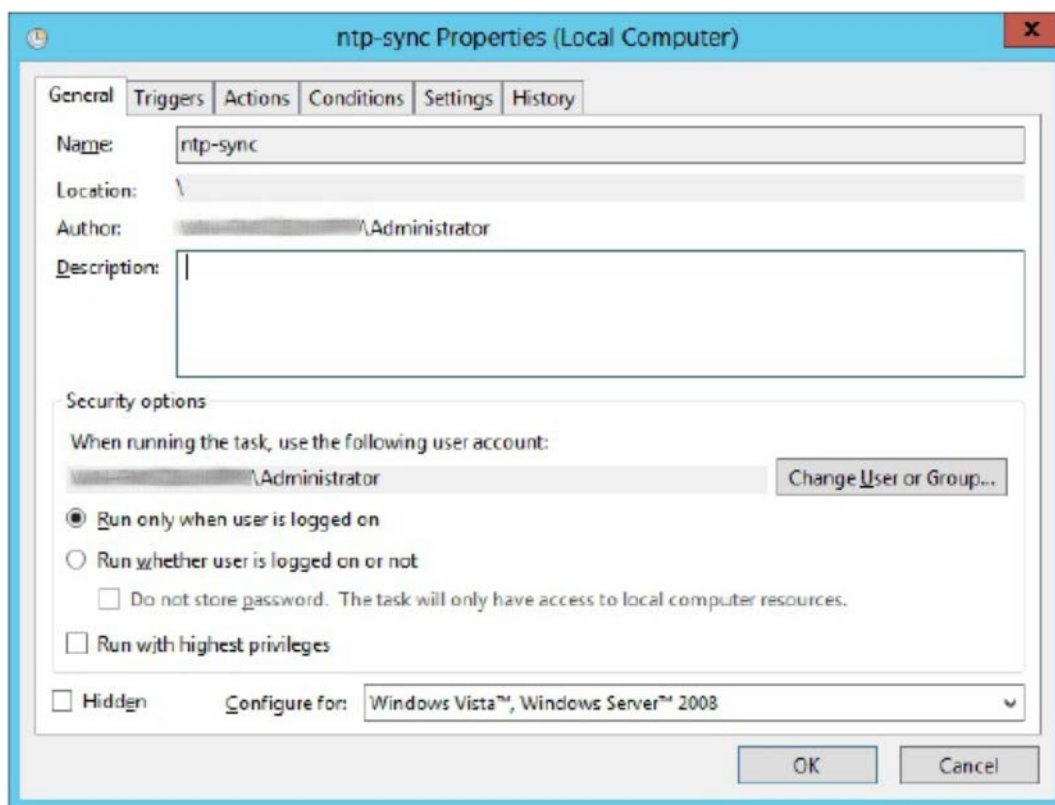 ntp-sync Properties (Local Computer)
x
General Triggers Actions Conditions Settings History
Name: ntp-sync
Location: \
Author: \Administrator
Description:
Security options
When running the task, use the following user account:
\Administrator Change User or Group...
Run only when user is logged on
Run whether user is logged on or not
Do not store password. The task will only have access to local computer resources.
Run with highest privileges
Hidden Configure for: Windows Vista™, Windows Server™ 2008
OK Cancel